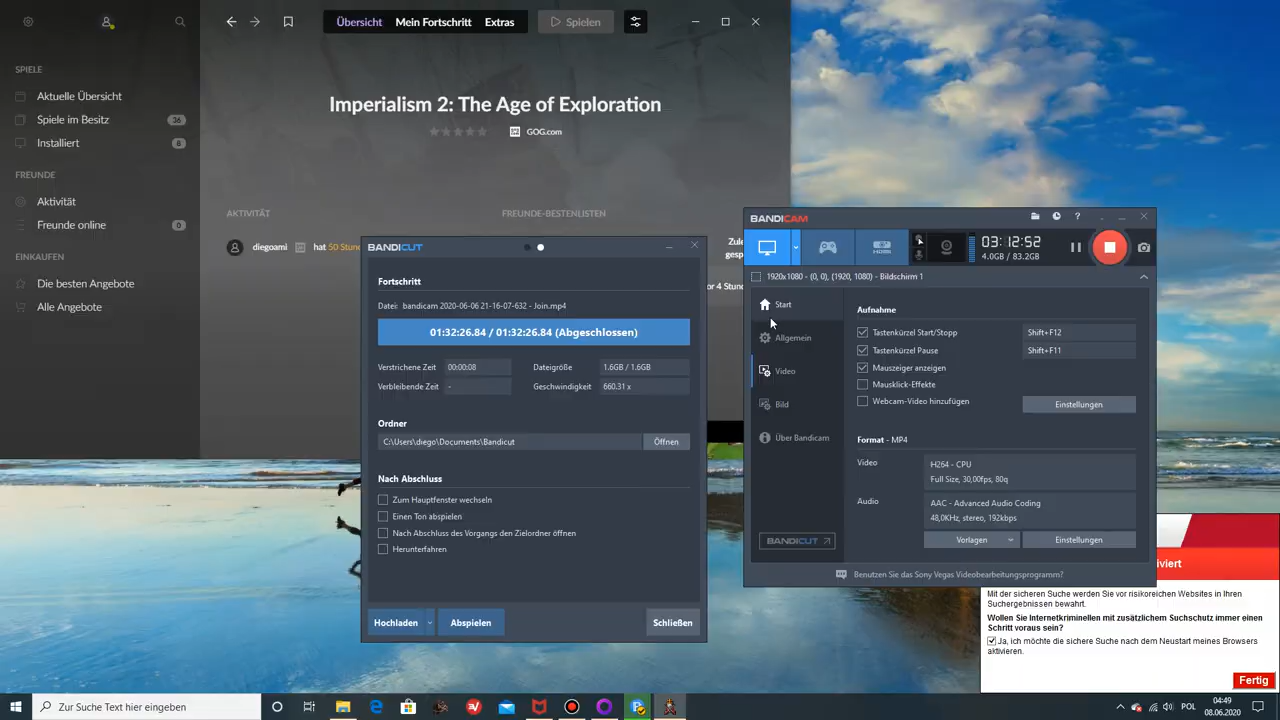 Übersicht
Mein Fortschritt
Extras
Spielen
SPIELE
Aktuelle Übersicht
Spiele im Besitz
36
Installiert
8
FREUNDE
Aktivität
Freunde online
0
EINKAUFEN
Die besten Angebote
Alle Angebote
Imperialism 2: The Age of Exploration
GOG.com
AKTIVITÄT
FREUNDE-BESTENLISTEN
diegoami
hat 50 Stund
BANDICUT
Fortschritt
Datei: bandicam 2020-06-06 21-16-07-632 - Join.mp4
01:32:26.84 / 01:32:26.84 (Abgeschlossen)
Verstrichene Zeit 00:00:08 Dateigröße 1.6GB / 1.6GB
Verbleibende Zeit - Geschwindigkeit 660.31 x
Ordner
C:\Users\diego\Documents\Bandicut
Öffnen
Nach Abschluss
Zum Hauptfenster wechseln
Einen Ton abspielen
Nach Abschluss des Vorgangs den Zielordner öffnen
Herunterfahren
Hochladen
Abspielen
Schließen
BANDICAM
HDMI
03:12:52
4.0GB / 83.2GB
1920x1080 - (0, 0), (1920, 1080) - Bildschirm 1
Start
Allgemein
Video
Bild
Über Bandicam
BANDICUT
Aufnahme
Tastenkürzel Start/Stopp Shift+F12
Tastenkürzel Pause Shift+F11
Mauszeiger anzeigen
Mausklick-Effekte
Webcam-Video hinzufügen
Einstellungen
Format - MP4
Video
H264 - CPU
Full Size, 30,00fps, 80q
Audio
AAC - Advanced Audio Coding
48,0KHz, stereo, 192kbps
Vorlagen
Einstellungen
Benutzen Sie das Sony Vegas Videobearbeitungsprogramm?
Zule
gesp
r 4 Stund
iviert
Mit der sicheren Suche werden Sie vor risikoreichen Websites in Ihren
Suchergebnissen bewahrt.
Wollen Sie Internetkriminellen mit zusätzlichem Suchschutz immer einen
Schritt voraus sein?
Ja, ich möchte die sichere Suche nach dem Neustart meines Browsers
aktivieren.
Fertig
Zur Suche Text hier eingeben
POL
04:49
08.06.2020